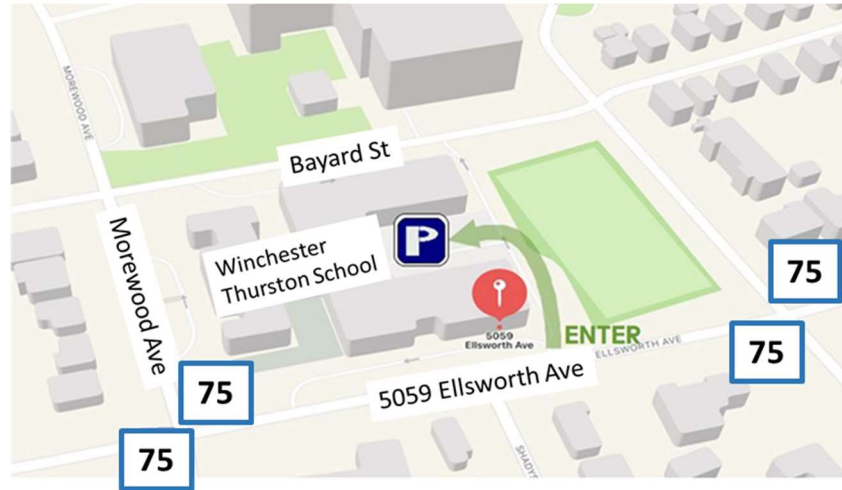 MOREWOOD AVE
Bayard St
Morewood Ave
P
Winchester
Thurston School
75
5059
Ellsworth Ave
ENTER
ELLSWORTH AVE
75
5059 Ellsworth Ave
75
75